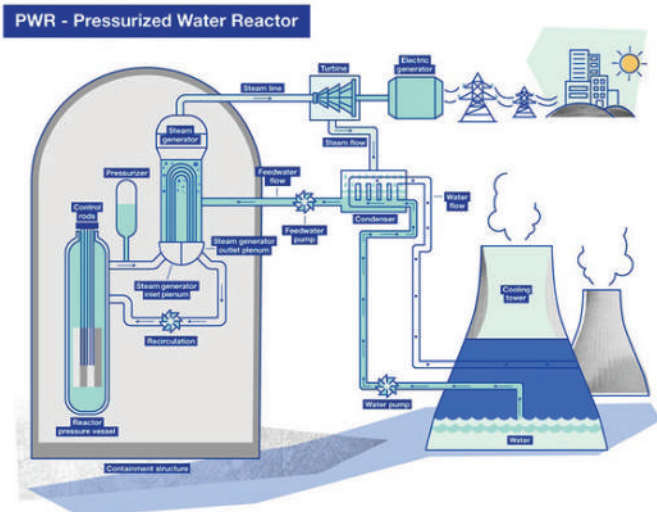 PWR - Pressurized Water Reactor
Turbine
Electric
generator
Steam line
Steam
generator
Steam flow
Pressurizer
Feedwater
flow
Control
rods
Water
flow
Condenser
Feedwater
pump
Steam generator
outlet plenum
Steam generator
inlet plenum
Cooling
tower
Recirculation
Water pump
Reactor
pressure vessel
Water
Containment structure